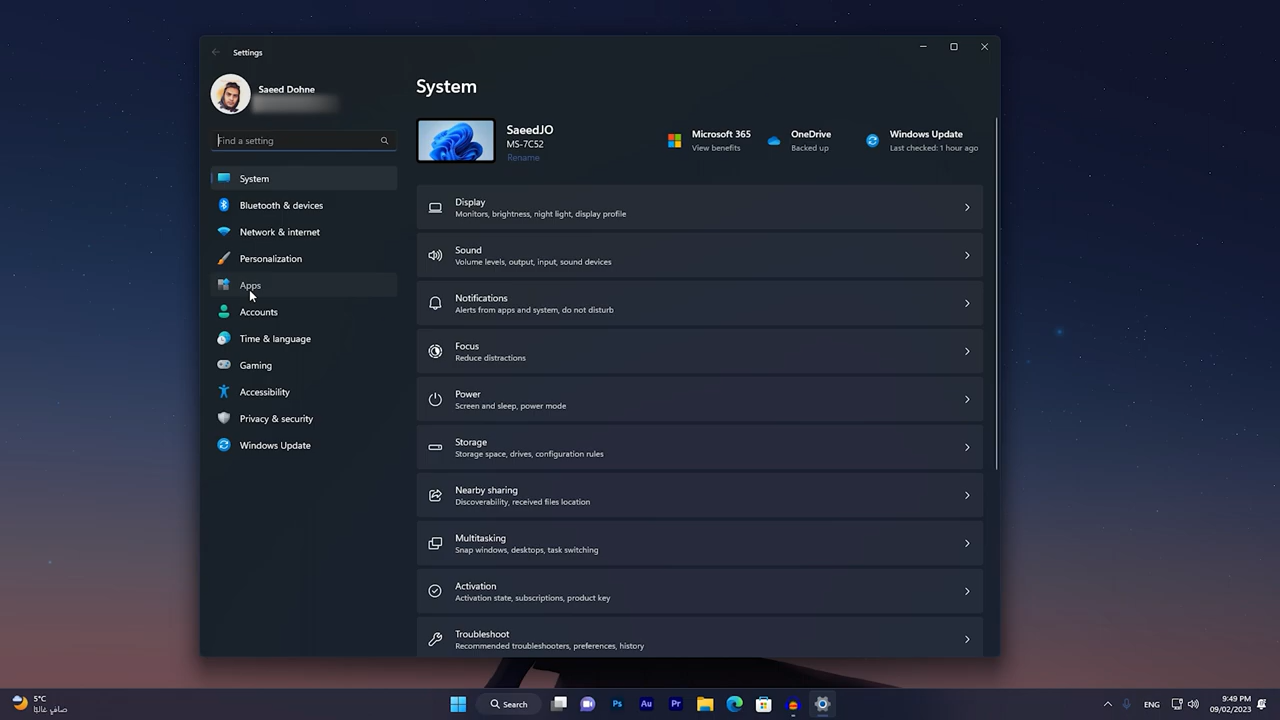 Settings
Saeed Dohne
Find a setting
System
Bluetooth & devices
Network & internet
Personalization
Apps
Accounts
Time & language
Gaming
Accessibility
Privacy & security
Windows Update
System
SaeedJO
MS-7C52
Rename
Microsoft 365
View benefits
OneDrive
Backed up
Windows Update
Last checked: 1 hour ago
Display
Monitors, brightness, night light, display profile
Sound
Volume levels, output, input, sound devices
Notifications
Alerts from apps and system, do not disturb
Focus
Reduce distractions
Power
Screen and sleep, power mode
Storage
Storage space, drives, configuration rules
Nearby sharing
Discoverability, received files location
Multitasking
Snap windows, desktops, task switching
Activation
Activation state, subscriptions, product key
Troubleshoot
Recommended troubleshooters, preferences, history
5°C
صافي غالبًا
Search
Ps
Au
Pr
ENG
9:49 PM
09/02/2023